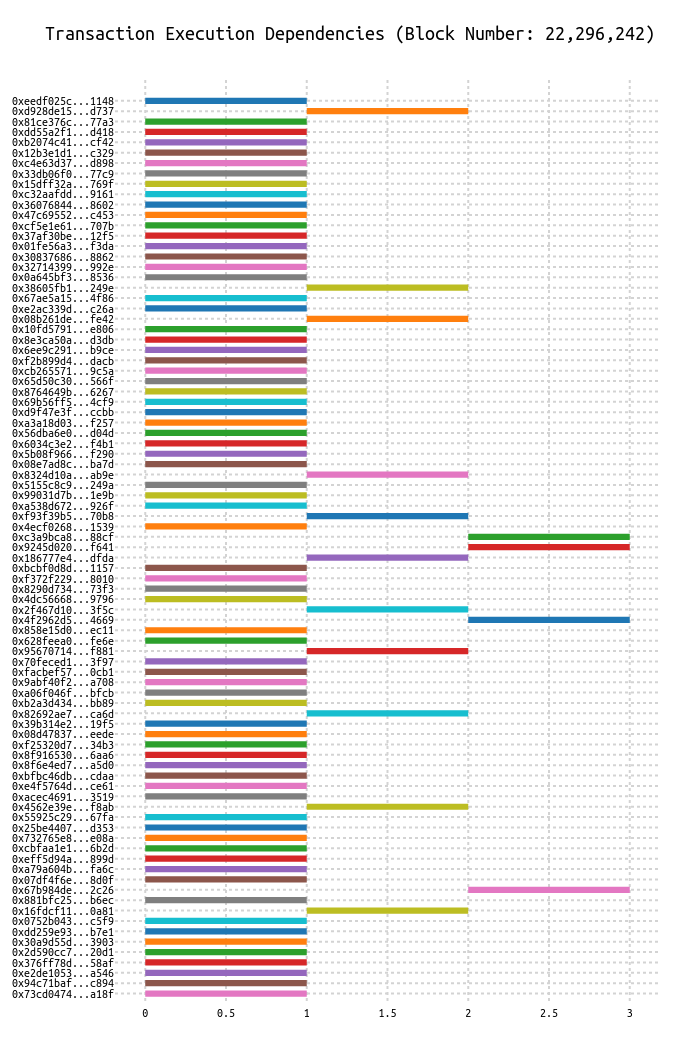 Transaction Execution Dependencies (Block Number: 22,296,242)
0xeedf025c...1148
0xd928de15...d737
0x81ce376c...77a3
0xdd55a2f1...d418
0xb2074c41...cf42
0x12b3e1d1...c329
0xc4e63d37...d898
0x33db06f0...77c9
0x15dff32a...769f
0xc32aafdd...9161
0x36076844...8602
0x47c69552...c453
0xcf5e1e61...707b
0x37af30be...12f5
0x01fe56a3...f3da
0x30837686...8862
0x32714399...992e
0x0a645bf3...8536
0x38605fb1...249e
0x67ae5a15...4f86
0xe2ac339d...c26a
0x08b261de...fe42
0x10fd5791...e806
0x8e3ca50a...d3db
0x6ee9c291...b9ce
0xf2b899d4...dacb
0xcb265571...9c5a
0x65d50c30...566f
0x8764649b...6267
0x69b56ff5...4cf9
0xd9f47e3f...ccbb
0xa3a18d03...f257
0x56dba6e0...d04d
0x6034c3e2...f4b1
0x5b08f966...f290
0x08e7ad8c...ba7d
0x8324d10a...ab9e
0x5155c8c9...249a
0x99031d7b...1e9b
0xa538d672...926f
0xf93f39b5...70b8
0x4ecf0268...1539
0xc3a9bca8...88cf
0x9245d020...f641
0x186777e4...dfda
0xbcbf0d8d...1157
0xf372f229...8010
0x8290d734...73f3
0x4dc56668...9796
0x2f467d10...3f5c
0x4f2962d5...4669
0x858e15d0...ec11
0x628feea0...fe6e
0x95670714...f881
0x70feced1...3f97
0xfacbef57...0cb1
0x9abf40f2...a708
0xa06f046f...bfcb
0xb2a3d434...bb89
0x82692ae7...ca6d
0x39b314e2...19f5
0x08d47837...eede
0xf25320d7...34b3
0x8f916530...6aa6
0x8f6e4ed7...a5d0
0xbfbc46db...cdaa
0xe4f5764d...ce61
0xacec4691...3519
0x4562e39e...f8ab
0x55925c29...67fa
0x25be4407...d353
0x732765e8...e08a
0xcbfaa1e1...6b2d
0xeff5d94a...899d
0xa79a604b...fa6c
0x07df4f6e...8d0f
0x67b984de...2c26
0x881bfc25...b6ec
0x16fdcf11...0a81
0x0752b043...c5f9
0xdd259e93...b7e1
0x30a9d55d...3903
0x2d590cc7...20d1
0x376ff78d...58af
0xe2de1053...a546
0x94c71baf...c894
0x73cd0474...a18f
0 0.5 1 1.5 2 2.5 3